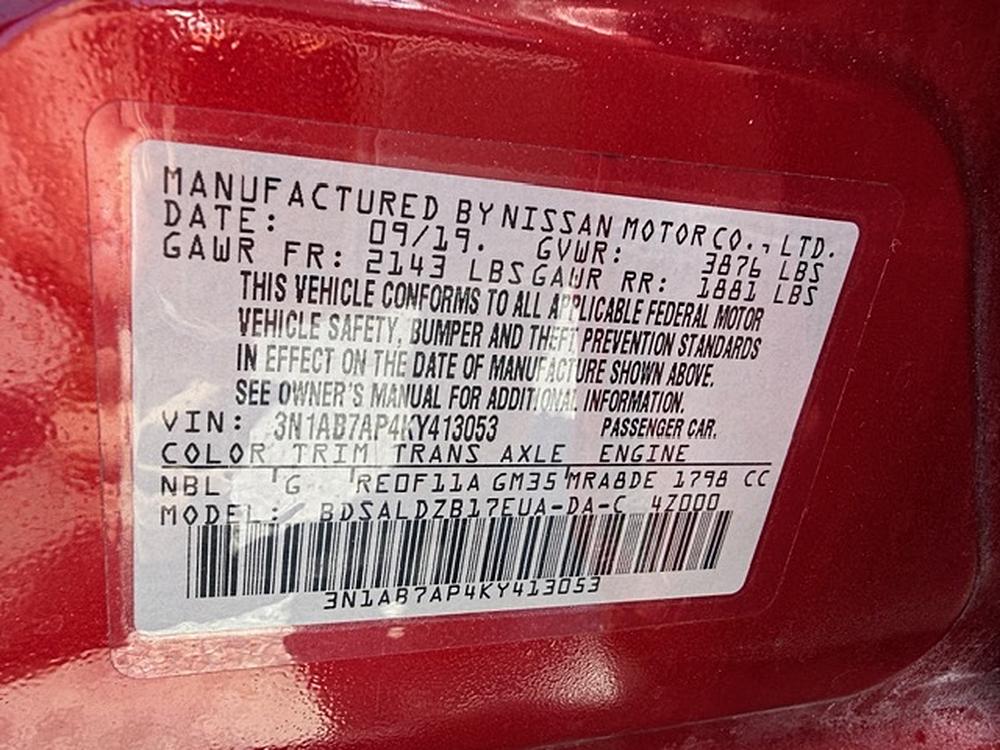 MANUFACTURED BY NISSAN MOTOR CO., LTD.
DATE: 09/19. GVWR: 3876 LBS
GAWR FR: 2143 LBS GAWR RR: 1881 LBS
THIS VEHICLE CONFORMS TO ALL APPLICABLE FEDERAL MOTOR
VEHICLE SAFETY, BUMPER AND THEFT PREVENTION STANDARDS
IN EFFECT ON THE DATE OF MANUFACTURE SHOWN ABOVE.
SEE OWNER'S MANUAL FOR ADDITIONAL INFORMATION.
VIN: 3N1AB7AP4KY413053 PASSENGER CAR.
COLOR TRIM TRANS AXLE ENGINE
NBL G RE0F11A GM35 MRA8DE 1798 CC
MODEL: BDSALDZB17EUA-DA-C 4Z000
3N1AB7AP4KY413053